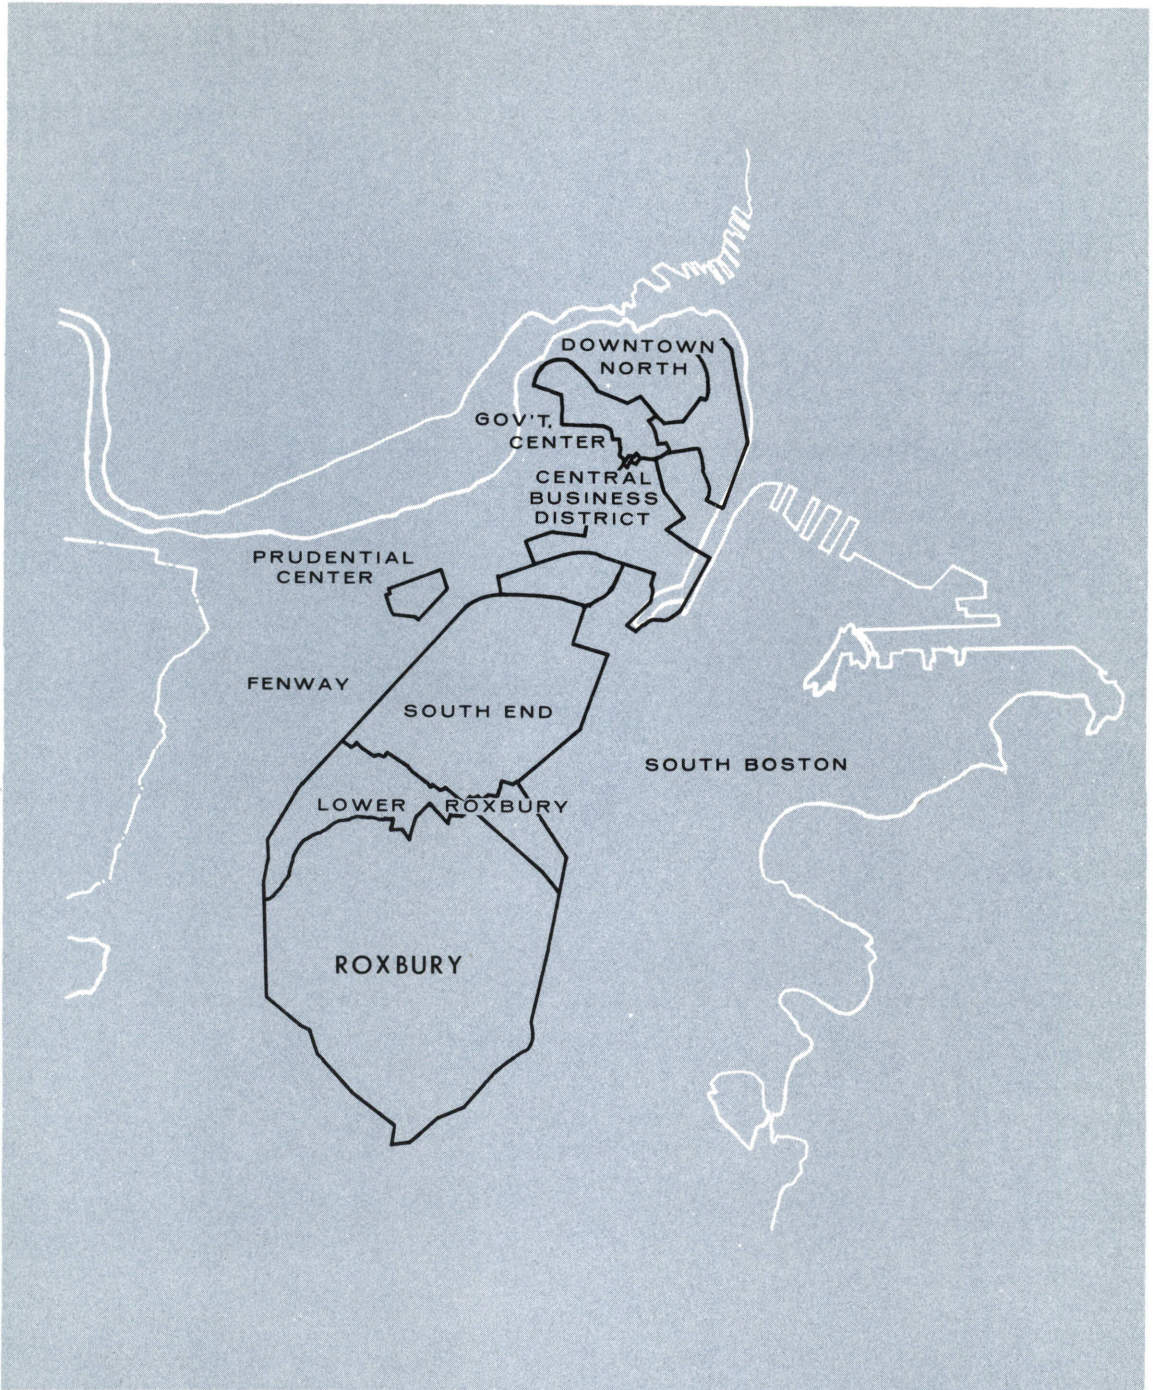 DOWNTOWN
NORTH
GOV'T.
CENTER
CENTRAL
BUSINESS
DISTRICT
PRUDENTIAL
CENTER
FENWAY
SOUTH END
SOUTH BOSTON
LOWER ROXBURY
ROXBURY